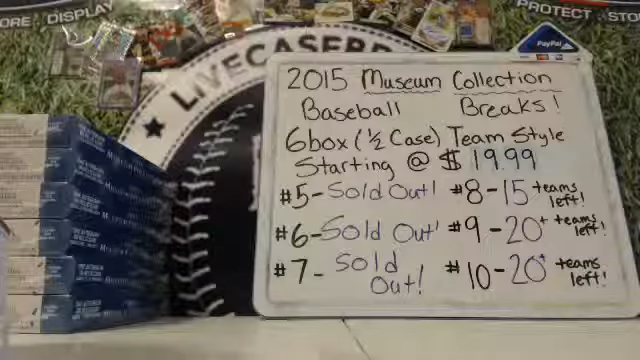 ORE DISPLAY
PROTECT STO
PayPal
LIVECASEBR
2015 Museum Collection
Baseball Breaks!
6box (½ Case) Team Style
Starting @ $19.99
#5-Sold Out! #8-15 teams left!
#6-Sold Out! #9-20+ teams left!
#7-Sold Out! #10-20+ teams left!